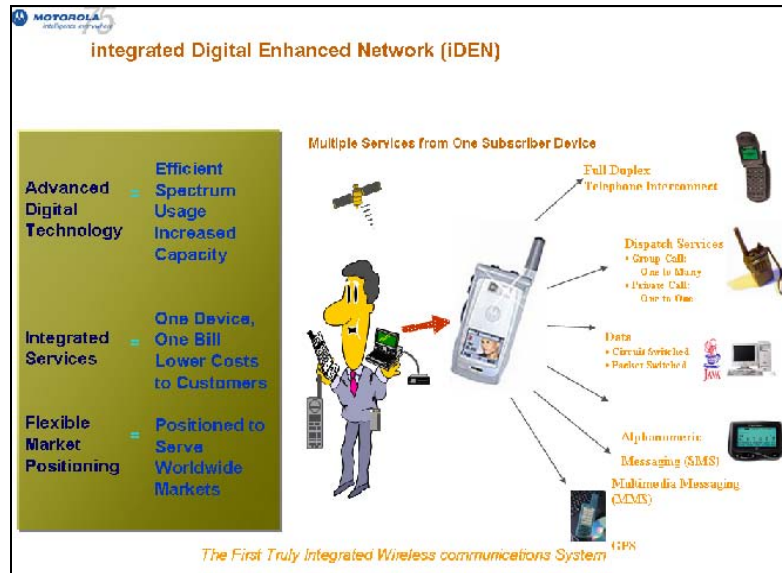 MOTOROLA 75
intelligence everywhere
integrated Digital Enhanced Network (iDEN)
Advanced
Digital
Technology
=
Efficient
Spectrum
Usage
Increased
Capacity
Integrated
Services
=
One Device,
One Bill
Lower Costs
to Customers
Flexible
Market
Positioning
=
Positioned to
Serve
Worldwide
Markets
Multiple Services from One Subscriber Device
Full Duplex
Telephone Interconnect
Dispatch Services
• Group Call:
One to Many
• Private Call:
One to One
Data
• Circuit Switched
• Packet Switched
JAVA
Alphanumeric
Messaging (SMS)
Multimedia Messaging
(MMS)
GPS
The First Truly Integrated Wireless communications System